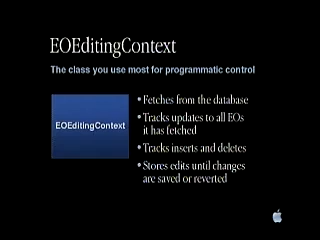 EOEditingContext
The class you use most for programmatic control
EOEditingContext
• Fetches from the database
• Tracks updates to all EOs
it has fetched
• Tracks inserts and deletes
• Stores edits until changes
are saved or reverted